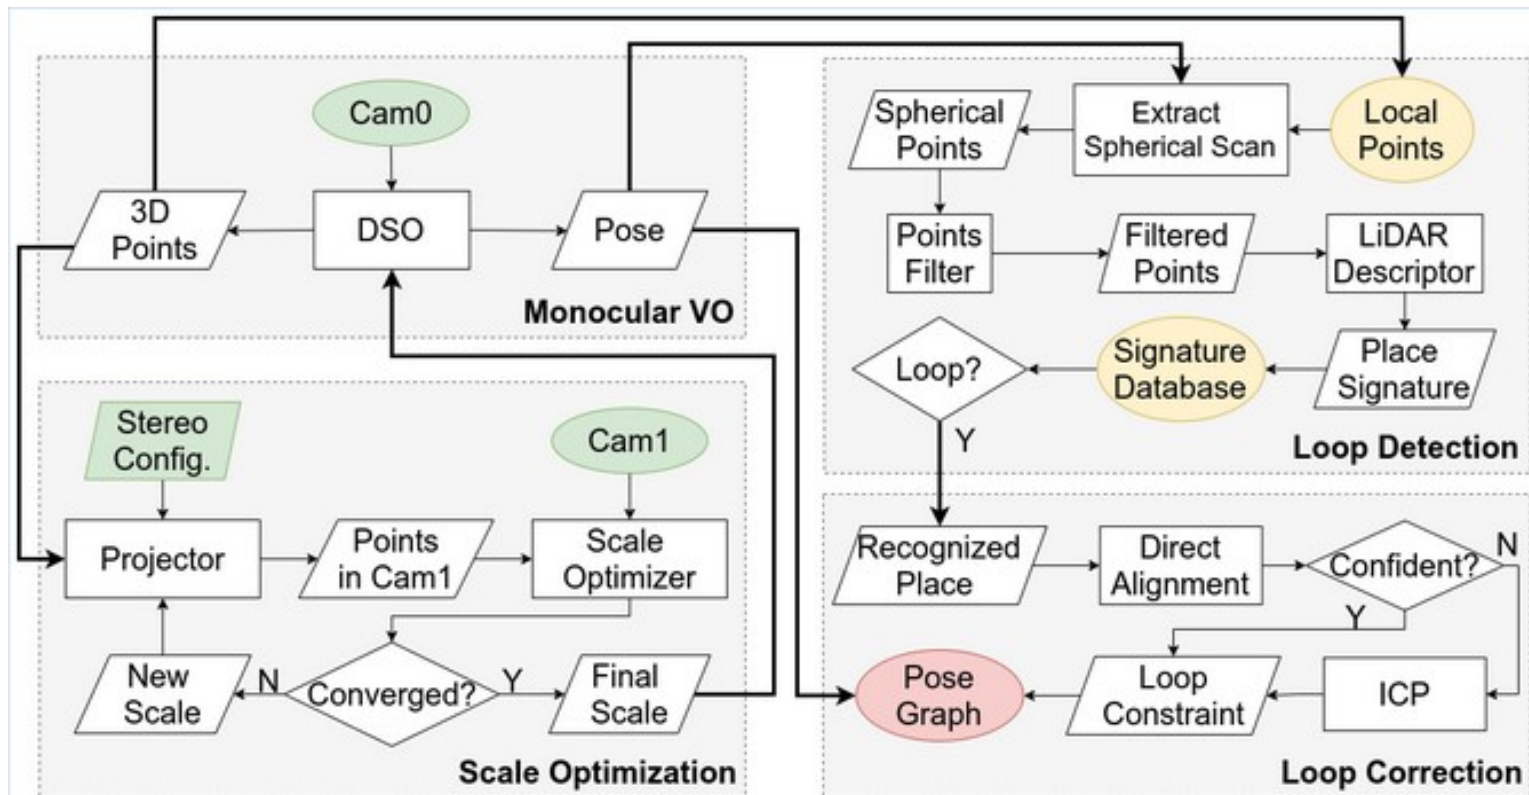 Cam0
3D
Points
DSO
Pose
Monocular VO
Stereo
Config.
Cam1
Projector
Points
in Cam1
Scale
Optimizer
New
Scale
N
Converged?
Y
Final
Scale
Scale Optimization
Spherical
Points
Extract
Spherical Scan
Local
Points
Points
Filter
Filtered
Points
LiDAR
Descriptor
Loop?
Signature
Database
Place
Signature
Y
Loop Detection
Recognized
Place
Direct
Alignment
Confident?
N
Y
Pose
Graph
Loop
Constraint
ICP
Loop Correction